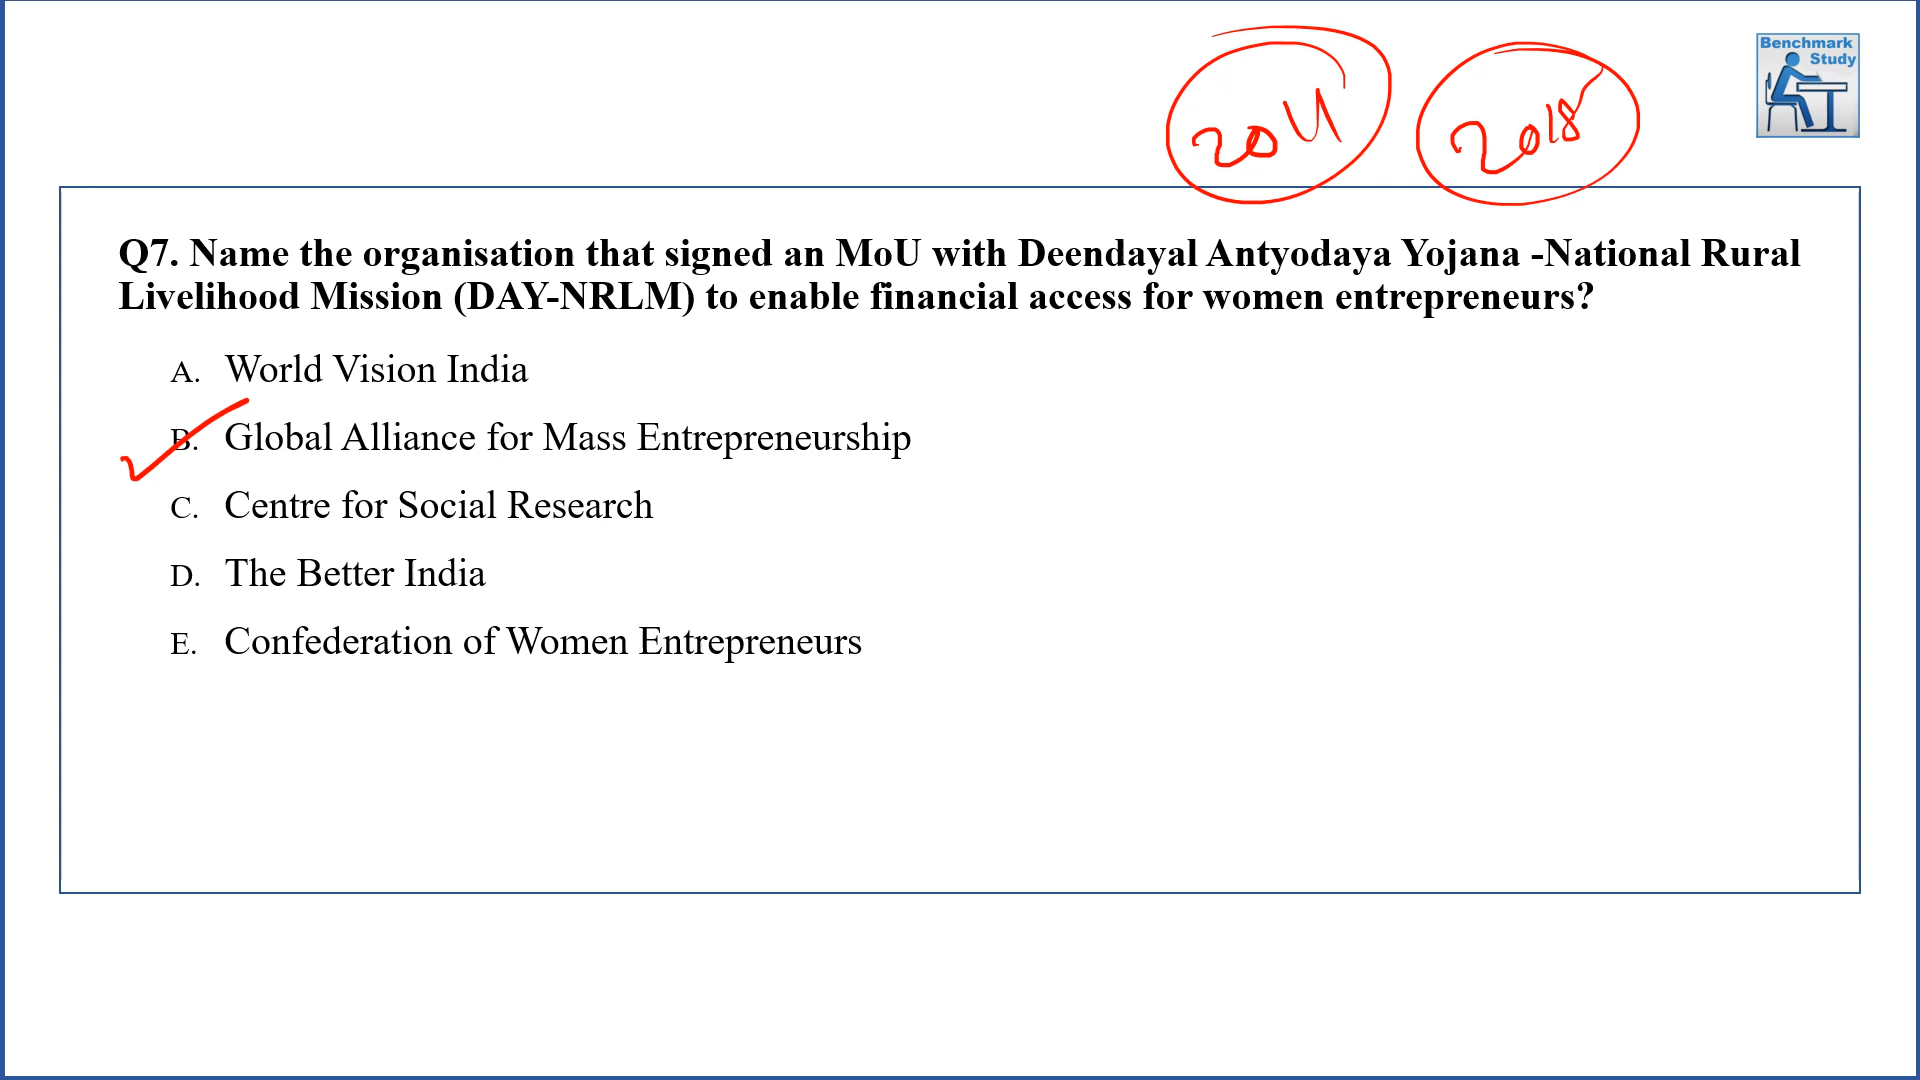 2011 2018
Benchmark
Study
Q7. Name the organisation that signed an MoU with Deendayal Antyodaya Yojana -National Rural
Livelihood Mission (DAY-NRLM) to enable financial access for women entrepreneurs?
A. World Vision India
B. Global Alliance for Mass Entrepreneurship
C. Centre for Social Research
D. The Better India
E. Confederation of Women Entrepreneurs